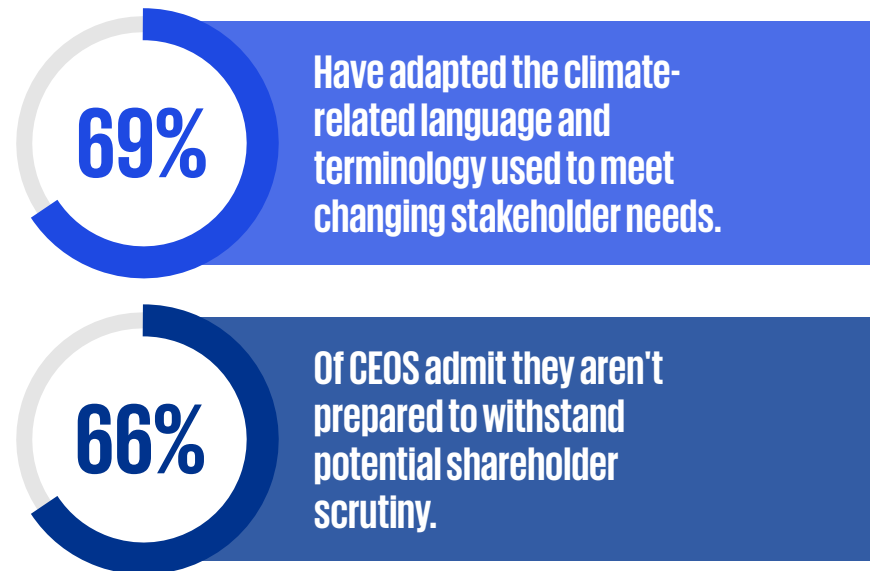 69%
Have adapted the climate-
related language and
terminology used to meet
changing stakeholder needs.
66%
Of CEOS admit they aren't
prepared to withstand
potential shareholder
scrutiny.